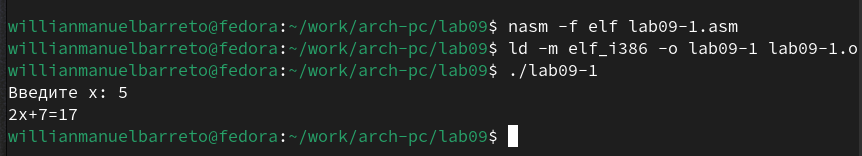 willianmanuelbarreto@fedora:~/work/arch-pc/lab09$ nasm -f elf lab09-1.asm
willianmanuelbarreto@fedora:~/work/arch-pc/lab09$ ld -m elf_i386 -o lab09-1 lab09-1.o
willianmanuelbarreto@fedora:~/work/arch-pc/lab09$ ./lab09-1
Введите x: 5
2x+7=17
willianmanuelbarreto@fedora:~/work/arch-pc/lab09$